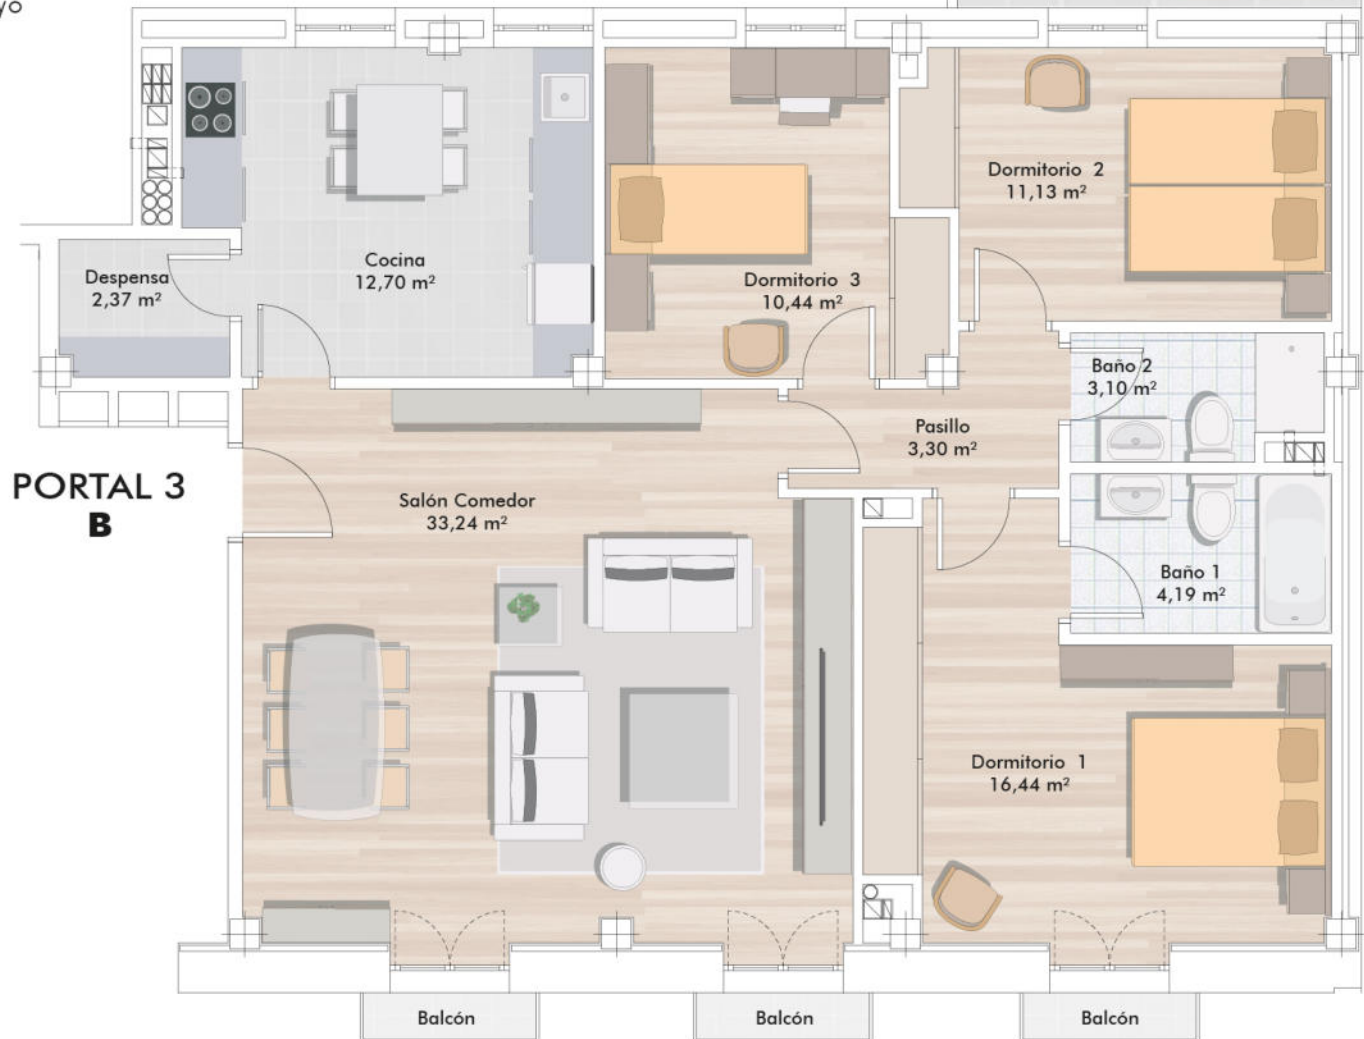 Dormitorio 2
11,13 m²
Cocina
12,70 m²
Despensa
2,37 m²
Dormitorio 3
10,44 m²
Baño 2
3,10 m²
Pasillo
3,30 m²
PORTAL 3
B
Salón Comedor
33,24 m²
Baño 1
4,19 m²
Dormitorio 1
16,44 m²
Balcón
Balcón
Balcón